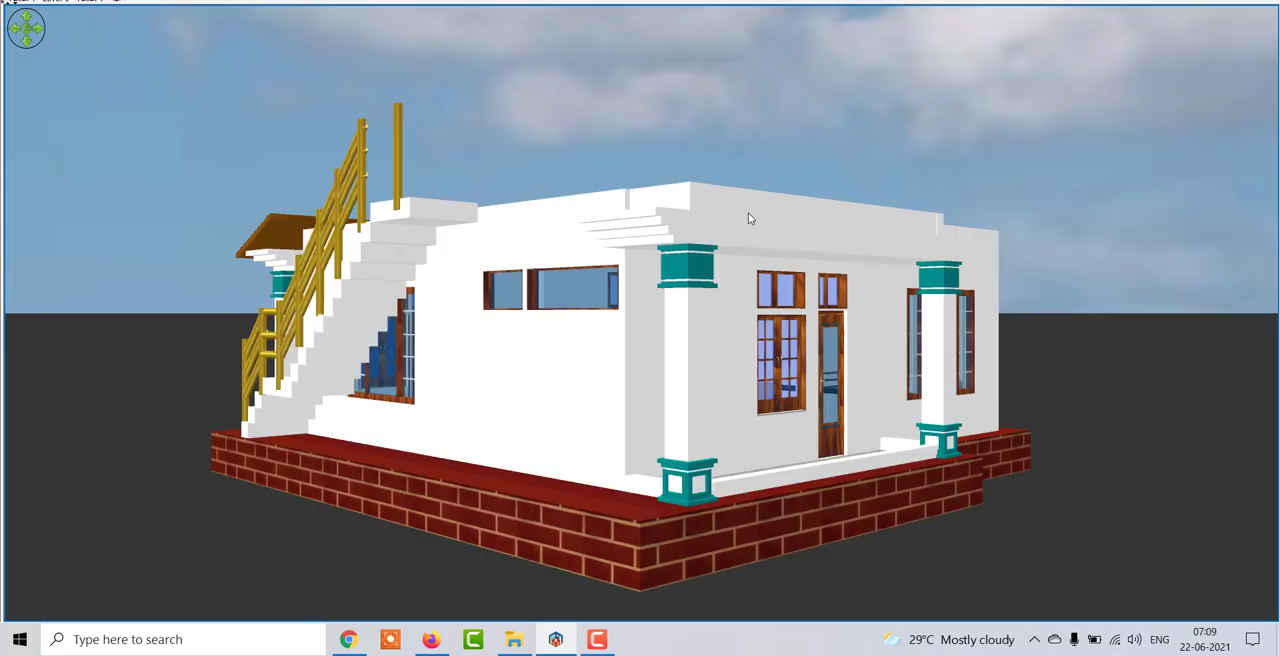 Type here to search
29°C Mostly cloudy
ENG
07:09
22-06-2021